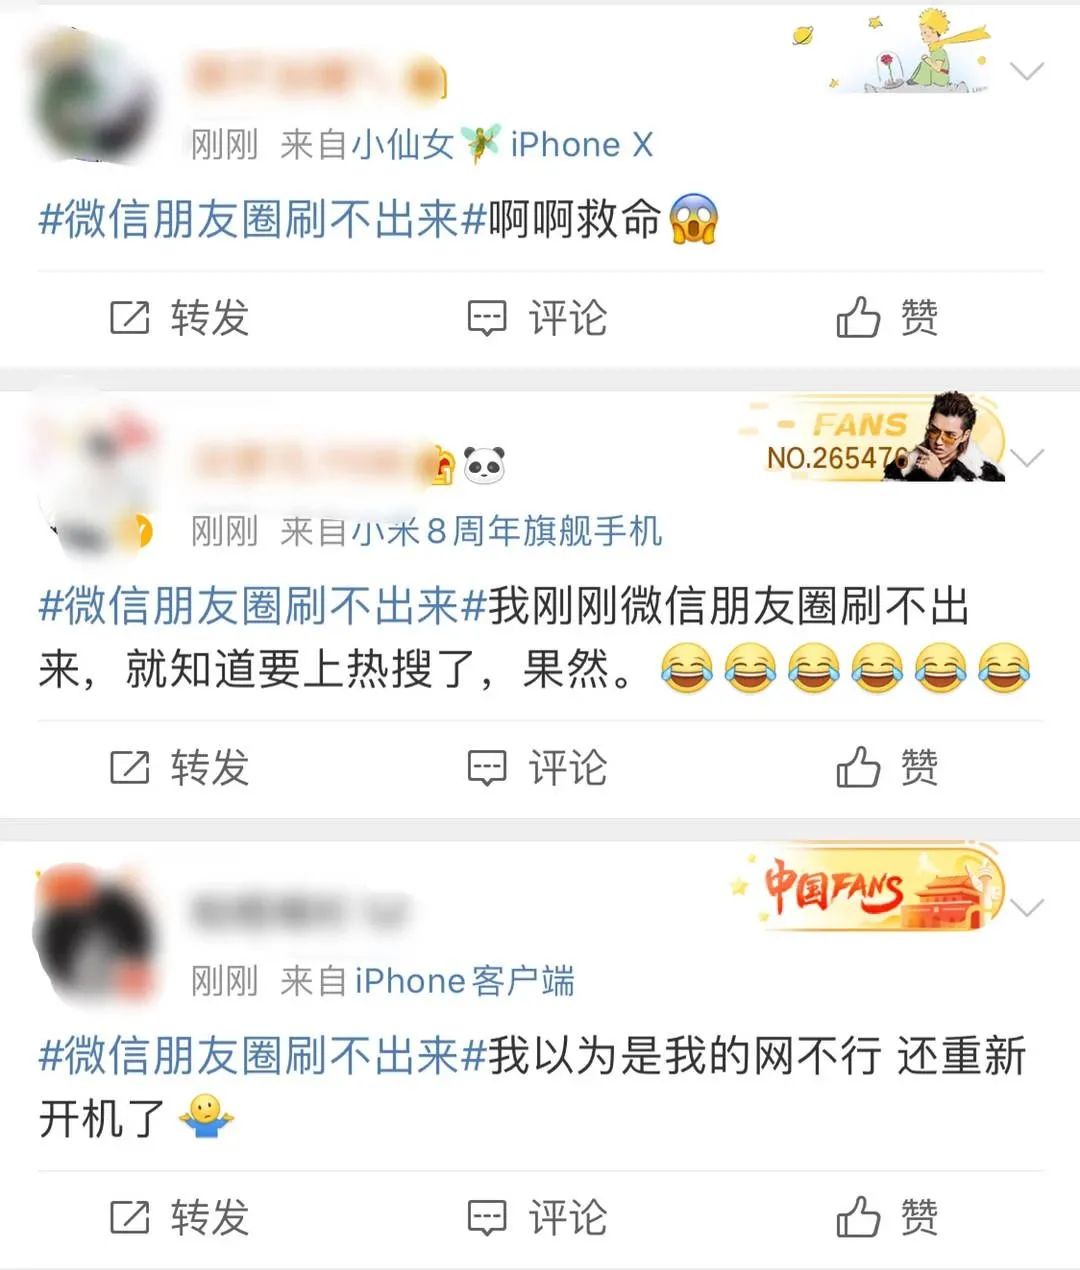 刚刚 来自小仙女🧚iPhone X
#微信朋友圈刷不出来#啊啊救命😱
转发 评论 赞
FANS
NO.265476
刚刚 来自小米8周年旗舰手机
#微信朋友圈刷不出来#我刚刚微信朋友圈刷不出
来，就知道要上热搜了，果然。😂😂😂😂😂😂
转发 评论 赞
中国FANS
刚刚 来自iPhone客户端
#微信朋友圈刷不出来#我以为是我的网不行 还重新
开机了 🤷
转发 评论 赞